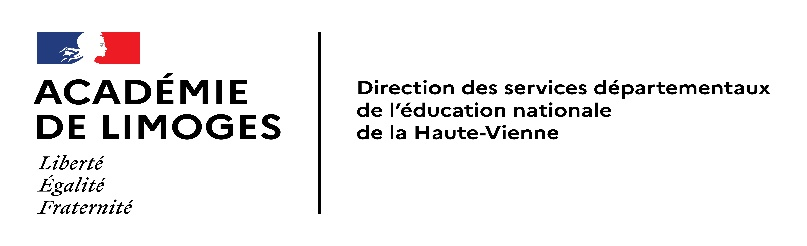 ACADÉMIE
DE LIMOGES
Liberté
Égalité
Fraternité
Direction des services départementaux
de l'éducation nationale
de la Haute-Vienne